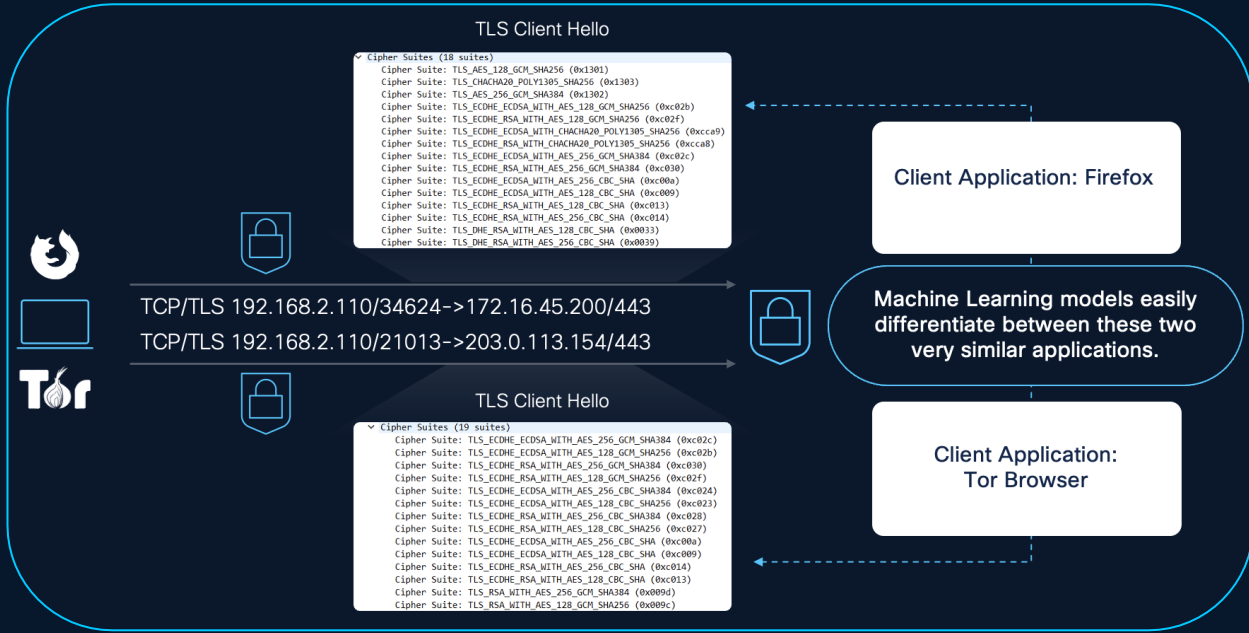 TLS Client Hello
Cipher Suites (18 suites)
Cipher Suite: TLS_AES_128_GCM_SHA256 (0x1301)
Cipher Suite: TLS_CHACHA20_POLY1305_SHA256 (0x1303)
Cipher Suite: TLS_AES_256_GCM_SHA384 (0x1302)
Cipher Suite: TLS_ECDHE_ECDSA_WITH_AES_128_GCM_SHA256 (0xc02b)
Cipher Suite: TLS_ECDHE_RSA_WITH_AES_128_GCM_SHA256 (0xc02f)
Cipher Suite: TLS_ECDHE_ECDSA_WITH_CHACHA20_POLY1305_SHA256 (0xcca9)
Cipher Suite: TLS_ECDHE_RSA_WITH_CHACHA20_POLY1305_SHA256 (0xcca8)
Cipher Suite: TLS_ECDHE_ECDSA_WITH_AES_256_GCM_SHA384 (0xc02c)
Cipher Suite: TLS_ECDHE_RSA_WITH_AES_256_GCM_SHA384 (0xc030)
Cipher Suite: TLS_ECDHE_ECDSA_WITH_AES_256_CBC_SHA (0xc00a)
Cipher Suite: TLS_ECDHE_ECDSA_WITH_AES_128_CBC_SHA (0xc009)
Cipher Suite: TLS_ECDHE_RSA_WITH_AES_128_CBC_SHA (0xc013)
Cipher Suite: TLS_ECDHE_RSA_WITH_AES_256_CBC_SHA (0xc014)
Cipher Suite: TLS_DHE_RSA_WITH_AES_128_CBC_SHA (0x0033)
Cipher Suite: TLS_DHE_RSA_WITH_AES_256_CBC_SHA (0x0039)
Client Application: Firefox
TCP/TLS 192.168.2.110/34624->172.16.45.200/443
TCP/TLS 192.168.2.110/21013->203.0.113.154/443
Machine Learning models easily
differentiate between these two
very similar applications.
Tor
TLS Client Hello
Cipher Suites (19 suites)
Cipher Suite: TLS_ECDHE_ECDSA_WITH_AES_256_GCM_SHA384 (0xc02c)
Cipher Suite: TLS_ECDHE_ECDSA_WITH_AES_128_GCM_SHA256 (0xc02b)
Cipher Suite: TLS_ECDHE_RSA_WITH_AES_256_GCM_SHA384 (0xc030)
Cipher Suite: TLS_ECDHE_RSA_WITH_AES_128_GCM_SHA256 (0xc02f)
Cipher Suite: TLS_ECDHE_ECDSA_WITH_AES_256_CBC_SHA384 (0xc024)
Cipher Suite: TLS_ECDHE_ECDSA_WITH_AES_128_CBC_SHA256 (0xc023)
Cipher Suite: TLS_ECDHE_RSA_WITH_AES_256_CBC_SHA384 (0xc028)
Cipher Suite: TLS_ECDHE_RSA_WITH_AES_128_CBC_SHA256 (0xc027)
Cipher Suite: TLS_ECDHE_ECDSA_WITH_AES_256_CBC_SHA (0xc00a)
Cipher Suite: TLS_ECDHE_ECDSA_WITH_AES_128_CBC_SHA (0xc009)
Cipher Suite: TLS_ECDHE_RSA_WITH_AES_256_CBC_SHA (0xc014)
Cipher Suite: TLS_ECDHE_RSA_WITH_AES_128_CBC_SHA (0xc013)
Cipher Suite: TLS_RSA_WITH_AES_256_GCM_SHA384 (0x009d)
Cipher Suite: TLS_RSA_WITH_AES_128_GCM_SHA256 (0x009c)
Client Application:
Tor Browser